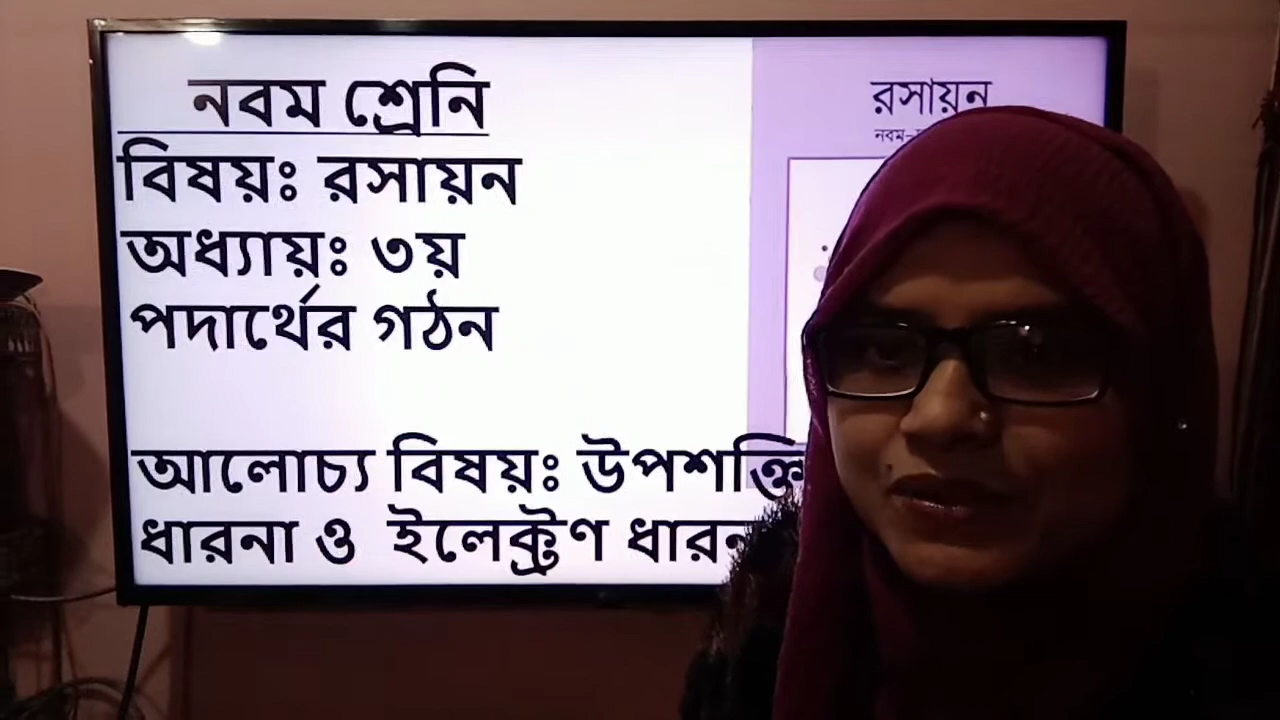 নবম শ্রেনি
বিষয়ঃ রসায়ন
অধ্যায়ঃ ৩য়
পদার্থের গঠন
আলোচ্য বিষয়ঃ উপশক্তি
ধারনা ও ইলেক্ট্রণ
রসায়ন